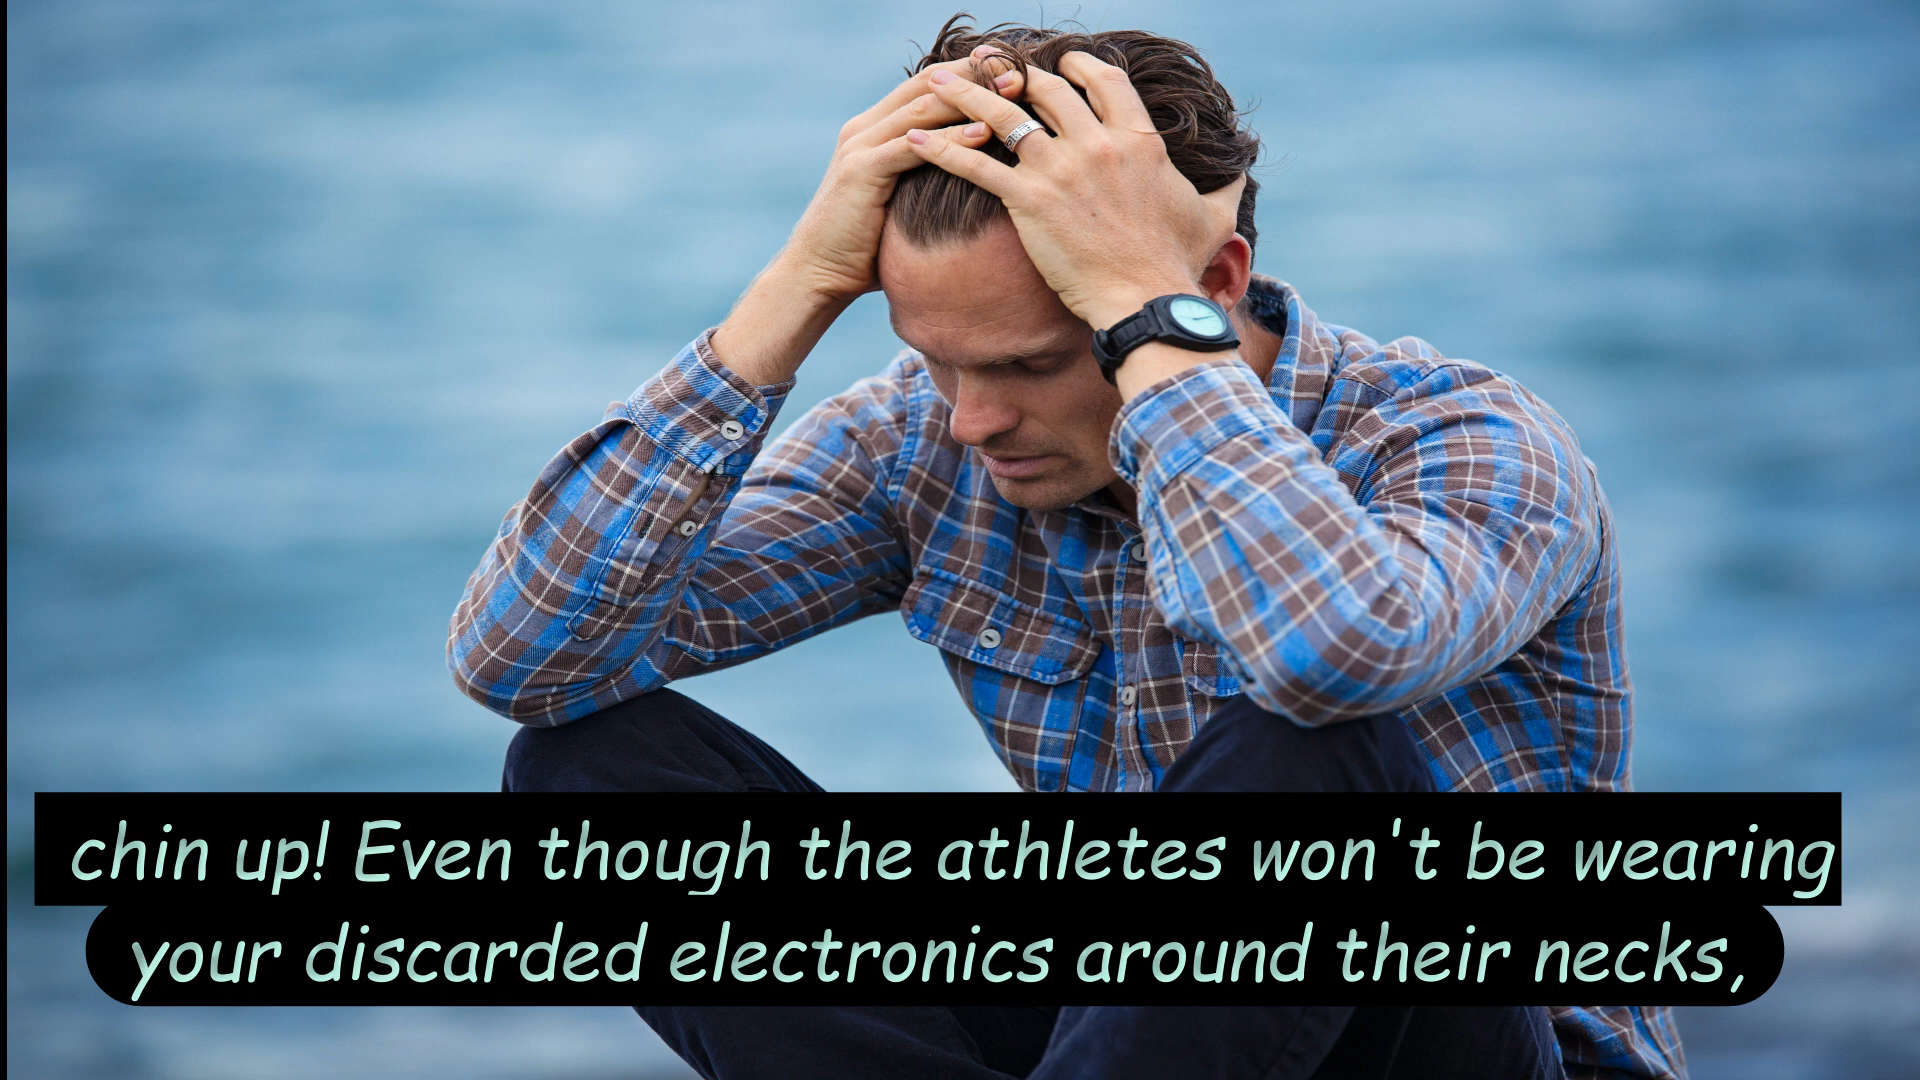 chin up! Even though the athletes won't be wearing
your discarded electronics around their necks,